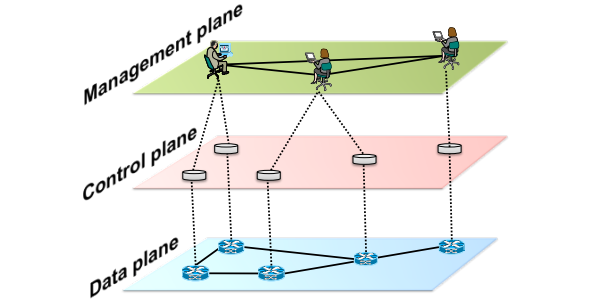 Management plane
Control plane
Data plane